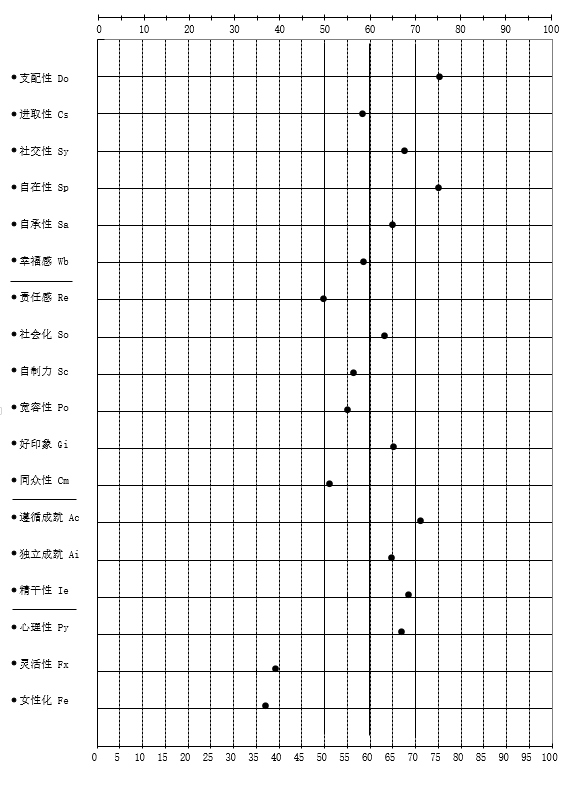 0 10 20 30 40 50 60 70 80 90 100
支配性 Do
进取性 Cs
社交性 Sy
自在性 Sp
自承性 Sa
幸福感 Wb
责任感 Re
社会化 So
自制力 Sc
宽容性 Po
好印象 Gi
同众性 Cm
遵循成就 Ac
独立成就 Ai
精干性 Ie
心理性 Py
灵活性 Fx
女性化 Fe
0 5 10 15 20 25 30 35 40 45 50 55 60 65 70 75 80 85 90 95 100